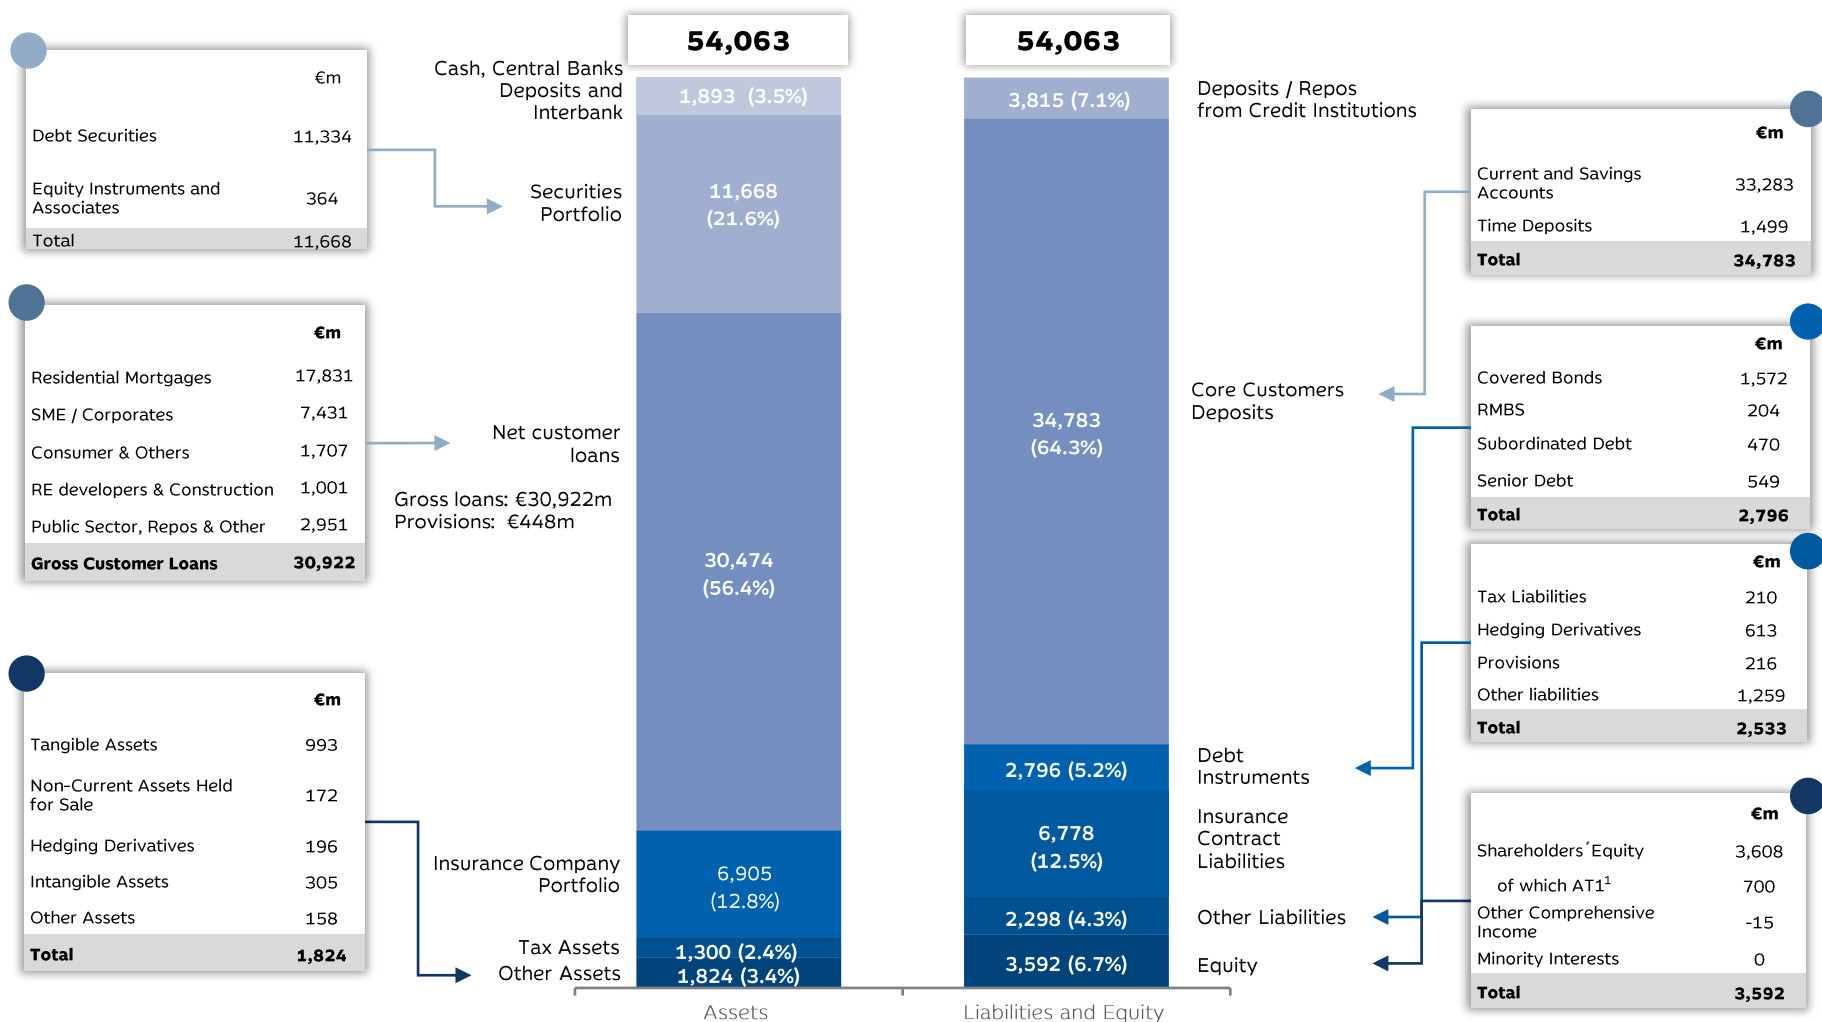 54,063
54,063
€m
Debt Securities 11,334
Equity Instruments and
Associates 364
Total 11,668
€m
Residential Mortgages 17,831
SME / Corporates 7,431
Consumer & Others 1,707
RE developers & Construction 1,001
Public Sector, Repos & Other 2,951
Gross Customer Loans 30,922
€m
Tangible Assets 993
Non-Current Assets Held
for Sale 172
Hedging Derivatives 196
Intangible Assets 305
Other Assets 158
Total 1,824
Cash, Central Banks
Deposits and
Interbank
Securities
Portfolio
Net customer
loans
Gross loans: €30,922m
Provisions: €448m
Insurance Company
Portfolio
Tax Assets
Other Assets
1,893 (3.5%)
11,668
(21.6%)
30,474
(56.4%)
6,905
(12.8%)
1,300 (2.4%)
1,824 (3.4%)
Assets
3,815 (7.1%)
34,783
(64.3%)
2,796 (5.2%)
6,778
(12.5%)
2,298 (4.3%)
3,592 (6.7%)
Liabilities and Equity
Deposits / Repos
from Credit Institutions
Core Customers
Deposits
Debt
Instruments
Insurance
Contract
Liabilities
Other Liabilities
Equity
€m
Current and Savings
Accounts 33,283
Time Deposits 1,499
Total 34,783
€m
Covered Bonds 1,572
RMBS 204
Subordinated Debt 470
Senior Debt 549
Total 2,796
€m
Tax Liabilities 210
Hedging Derivatives 613
Provisions 216
Other liabilities 1,259
Total 2,533
€m
Shareholders´Equity 3,608
of which AT1¹ 700
Other Comprehensive
Income -15
Minority Interests 0
Total 3,592